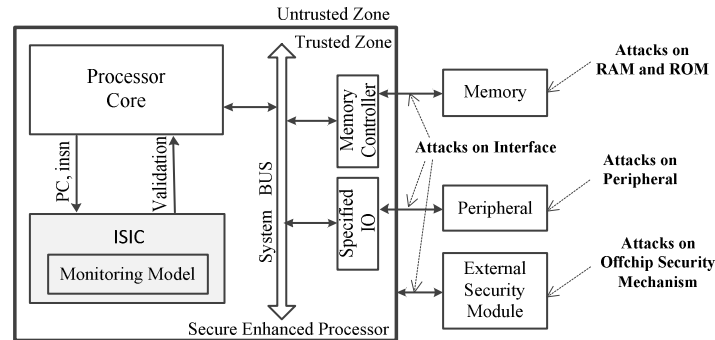 Untrusted Zone
Trusted Zone
Processor
Core
PC, insn
Validation
ISIC
Monitoring Model
System BUS
Memory
Controller
Specified
IO
Secure Enhanced Processor
Attacks on Interface
Memory
Peripheral
External
Security
Module
Attacks on
RAM and ROM
Attacks on
Peripheral
Attacks on
Offchip Security
Mechanism